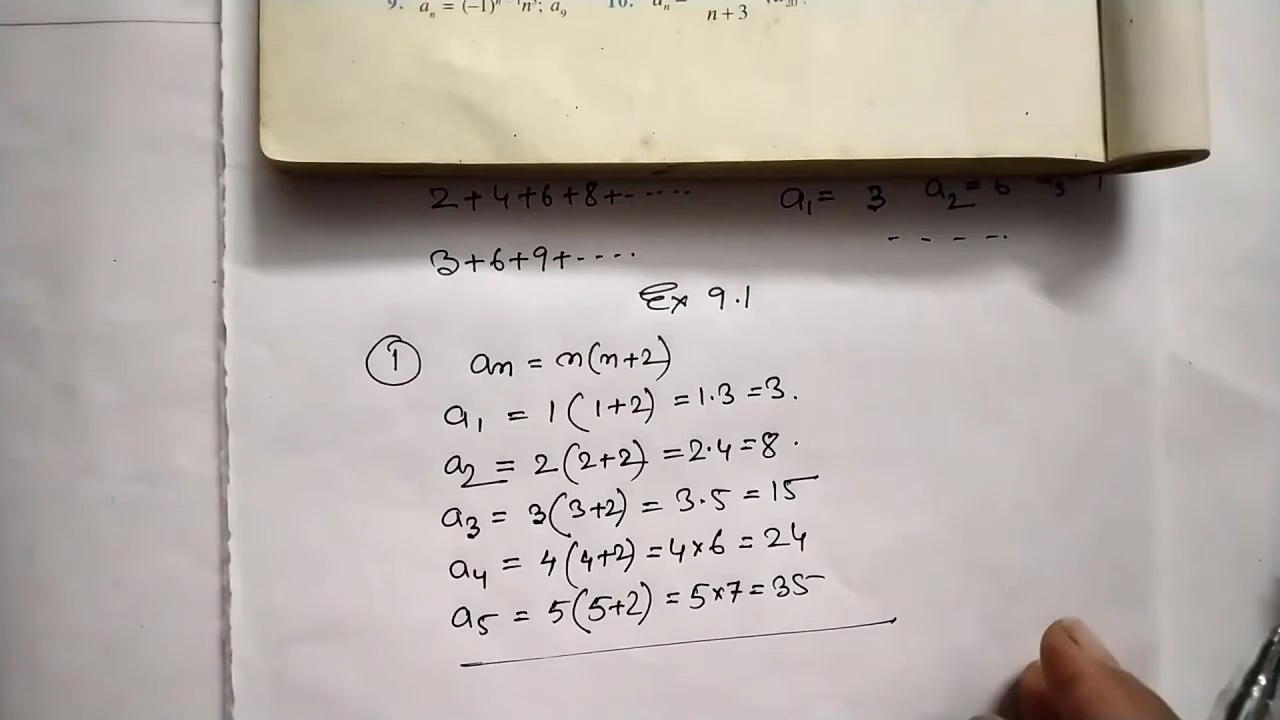 9. aₙ = (-1)ⁿ⁻¹n³; a₉ 10. aₙ = n+3 ; a₂₀.
2+4+6+8+..... a₁= 3 a₂=6
- - - - -.
3+6+9+----.
Ex 9.1
① an = n(n+2)
a₁ = 1(1+2) = 1.3 = 3.
a₂ = 2(2+2) = 2.4 = 8.
a₃ = 3(3+2) = 3.5 = 15
a₄ = 4(4+2) = 4×6 = 24
a₅ = 5(5+2) = 5×7 = 35